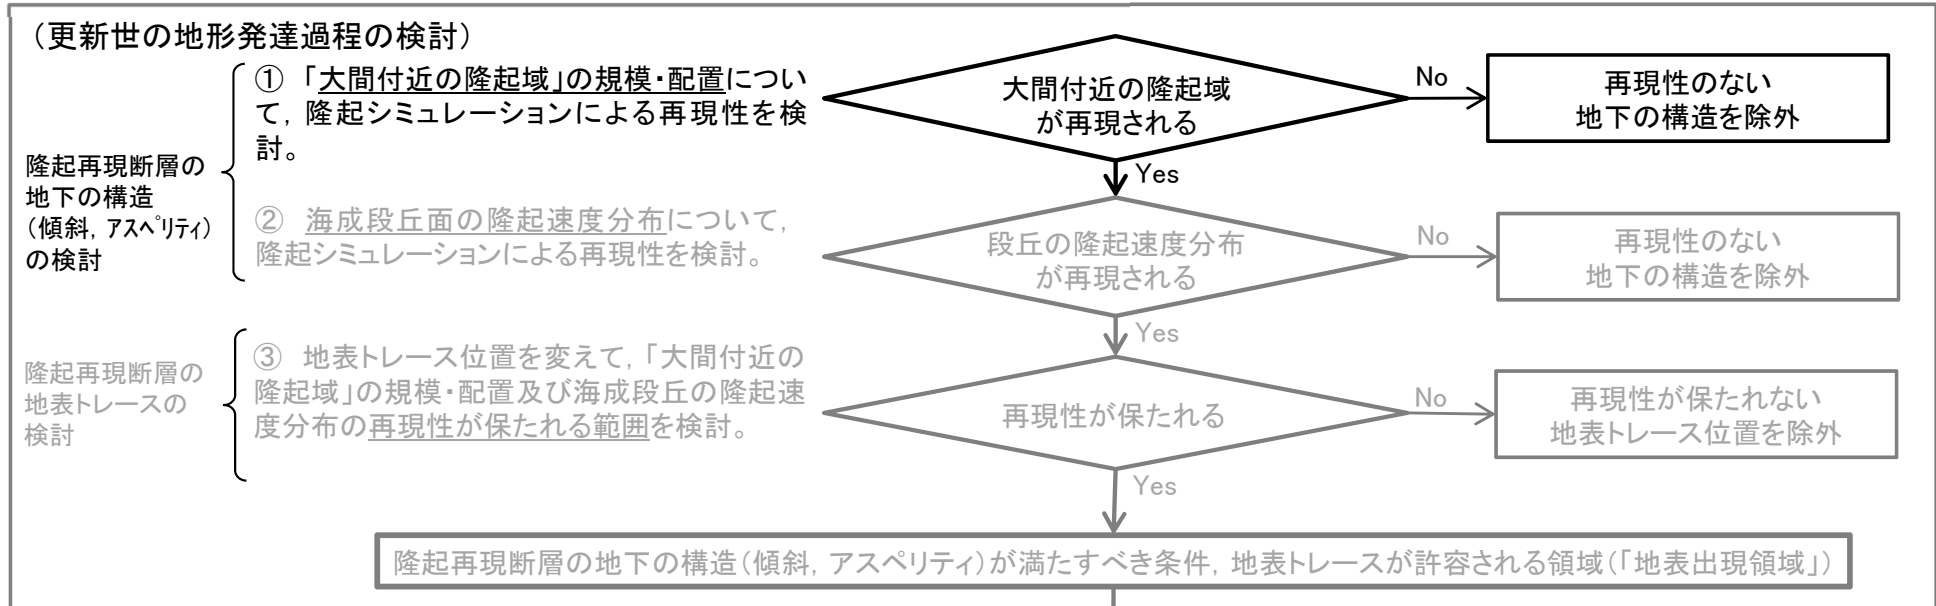 （更新世の地形発達過程の検討）
隆起再現断層の
地下の構造
（傾斜，アスペリティ）
の検討
① 「大間付近の隆起域」の規模・配置につい
て，隆起シミュレーションによる再現性を検
討。
大間付近の隆起域
が再現される
No
再現性のない
地下の構造を除外
Yes
② 海成段丘面の隆起速度分布について，
隆起シミュレーションによる再現性を検討。
段丘の隆起速度分布
が再現される
No
再現性のない
地下の構造を除外
Yes
隆起再現断層の
地表トレースの
検討
③ 地表トレース位置を変えて，「大間付近の
隆起域」の規模・配置及び海成段丘の隆起速
度分布の再現性が保たれる範囲を検討。
再現性が保たれる
No
再現性が保たれない
地表トレース位置を除外
Yes
隆起再現断層の地下の構造（傾斜，アスペリティ）が満たすべき条件，地表トレースが許容される領域（「地表出現領域」）